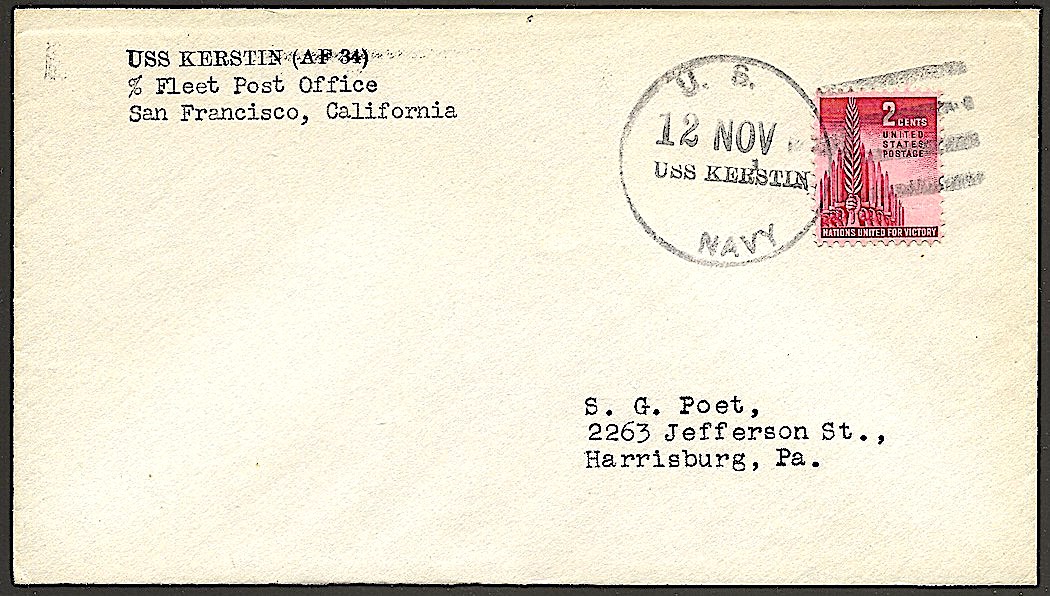 USS KERSTIN (AF 34)
% Fleet Post Office
San Francisco, California
U. S.
12 NOV
USS KERSTIN
NAVY
2 CENTS
UNITED
STATES
POSTAGE
NATIONS UNITED FOR VICTORY
S. G. Poet,
2263 Jefferson St.,
Harrisburg, Pa.